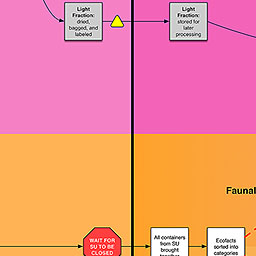 Light
Fraction:
dried,
bagged, and
labeled
Light
Fraction:
stored for
later
processing
Faunal
WAIT FOR
SU TO BE
CLOSED
All containers
from SU
brought
together
Ecofacts
sorted into
categories